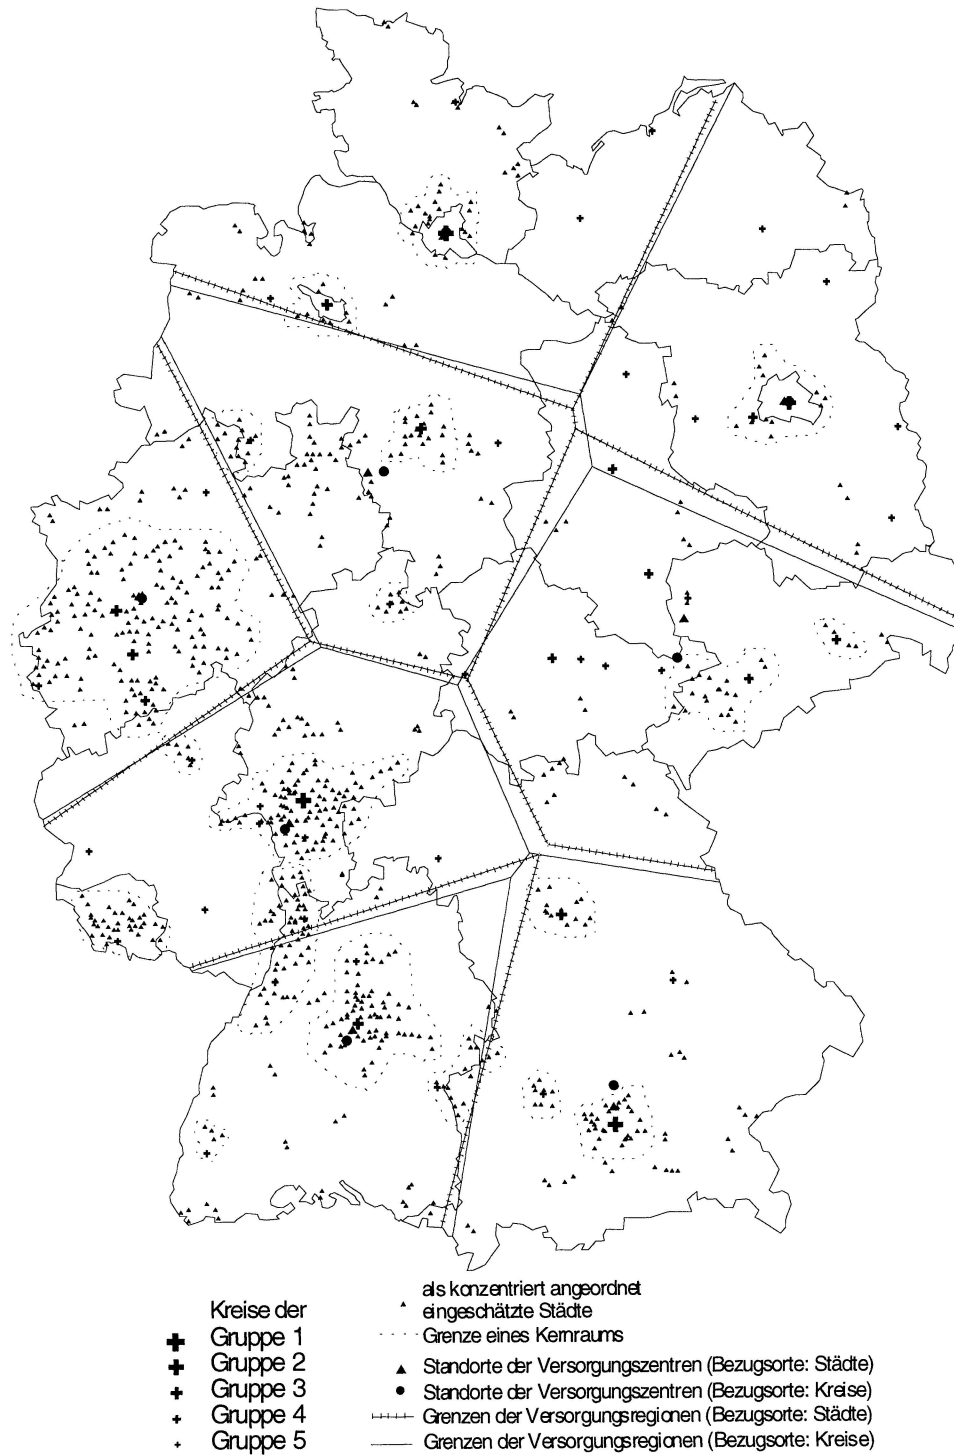 Kreise der
Gruppe 1
Gruppe 2
Gruppe 3
Gruppe 4
Gruppe 5
als konzentriert angeordnet
eingeschätzte Städte
Grenze eines Kernraums
Standorte der Versorgungszentren (Bezugsorte: Städte)
Standorte der Versorgungszentren (Bezugsorte: Kreise)
Grenzen der Versorgungsregionen (Bezugsorte: Städte)
Grenzen der Versorgungsregionen (Bezugsorte: Kreise)